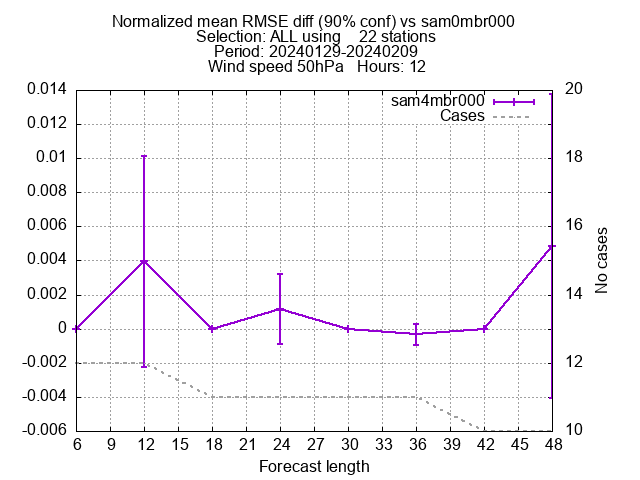 Normalized mean RMSE diff (90% conf) vs sam0mbr000
Selection: ALL using    22 stations
Period: 20240129-20240209
Wind speed 50hPa   Hours: 12
sam4mbr000
Cases
0.014
0.012
0.01
0.008
0.006
0.004
0.002
0
-0.002
-0.004
-0.006
20
18
16
14
12
10
No cases
6 9 12 15 18 21 24 27 30 33 36 39 42 45 48
Forecast length